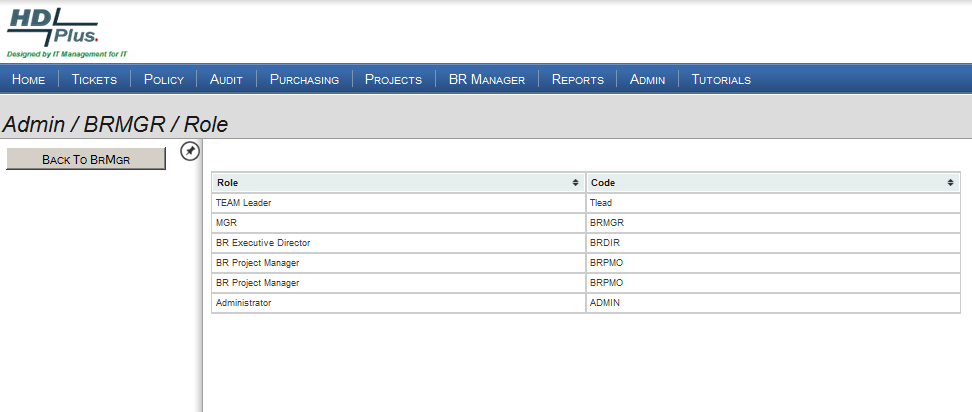 HD
Plus.
Designed by IT Management for IT
HOME TICKETS POLICY AUDIT PURCHASING PROJECTS BR MANAGER REPORTS ADMIN TUTORIALS
Admin / BRMGR / Role
BACK TO BRMGR
Role Code
TEAM Leader Tlead
MGR BRMGR
BR Executive Director BRDIR
BR Project Manager BRPMO
BR Project Manager BRPMO
Administrator ADMIN